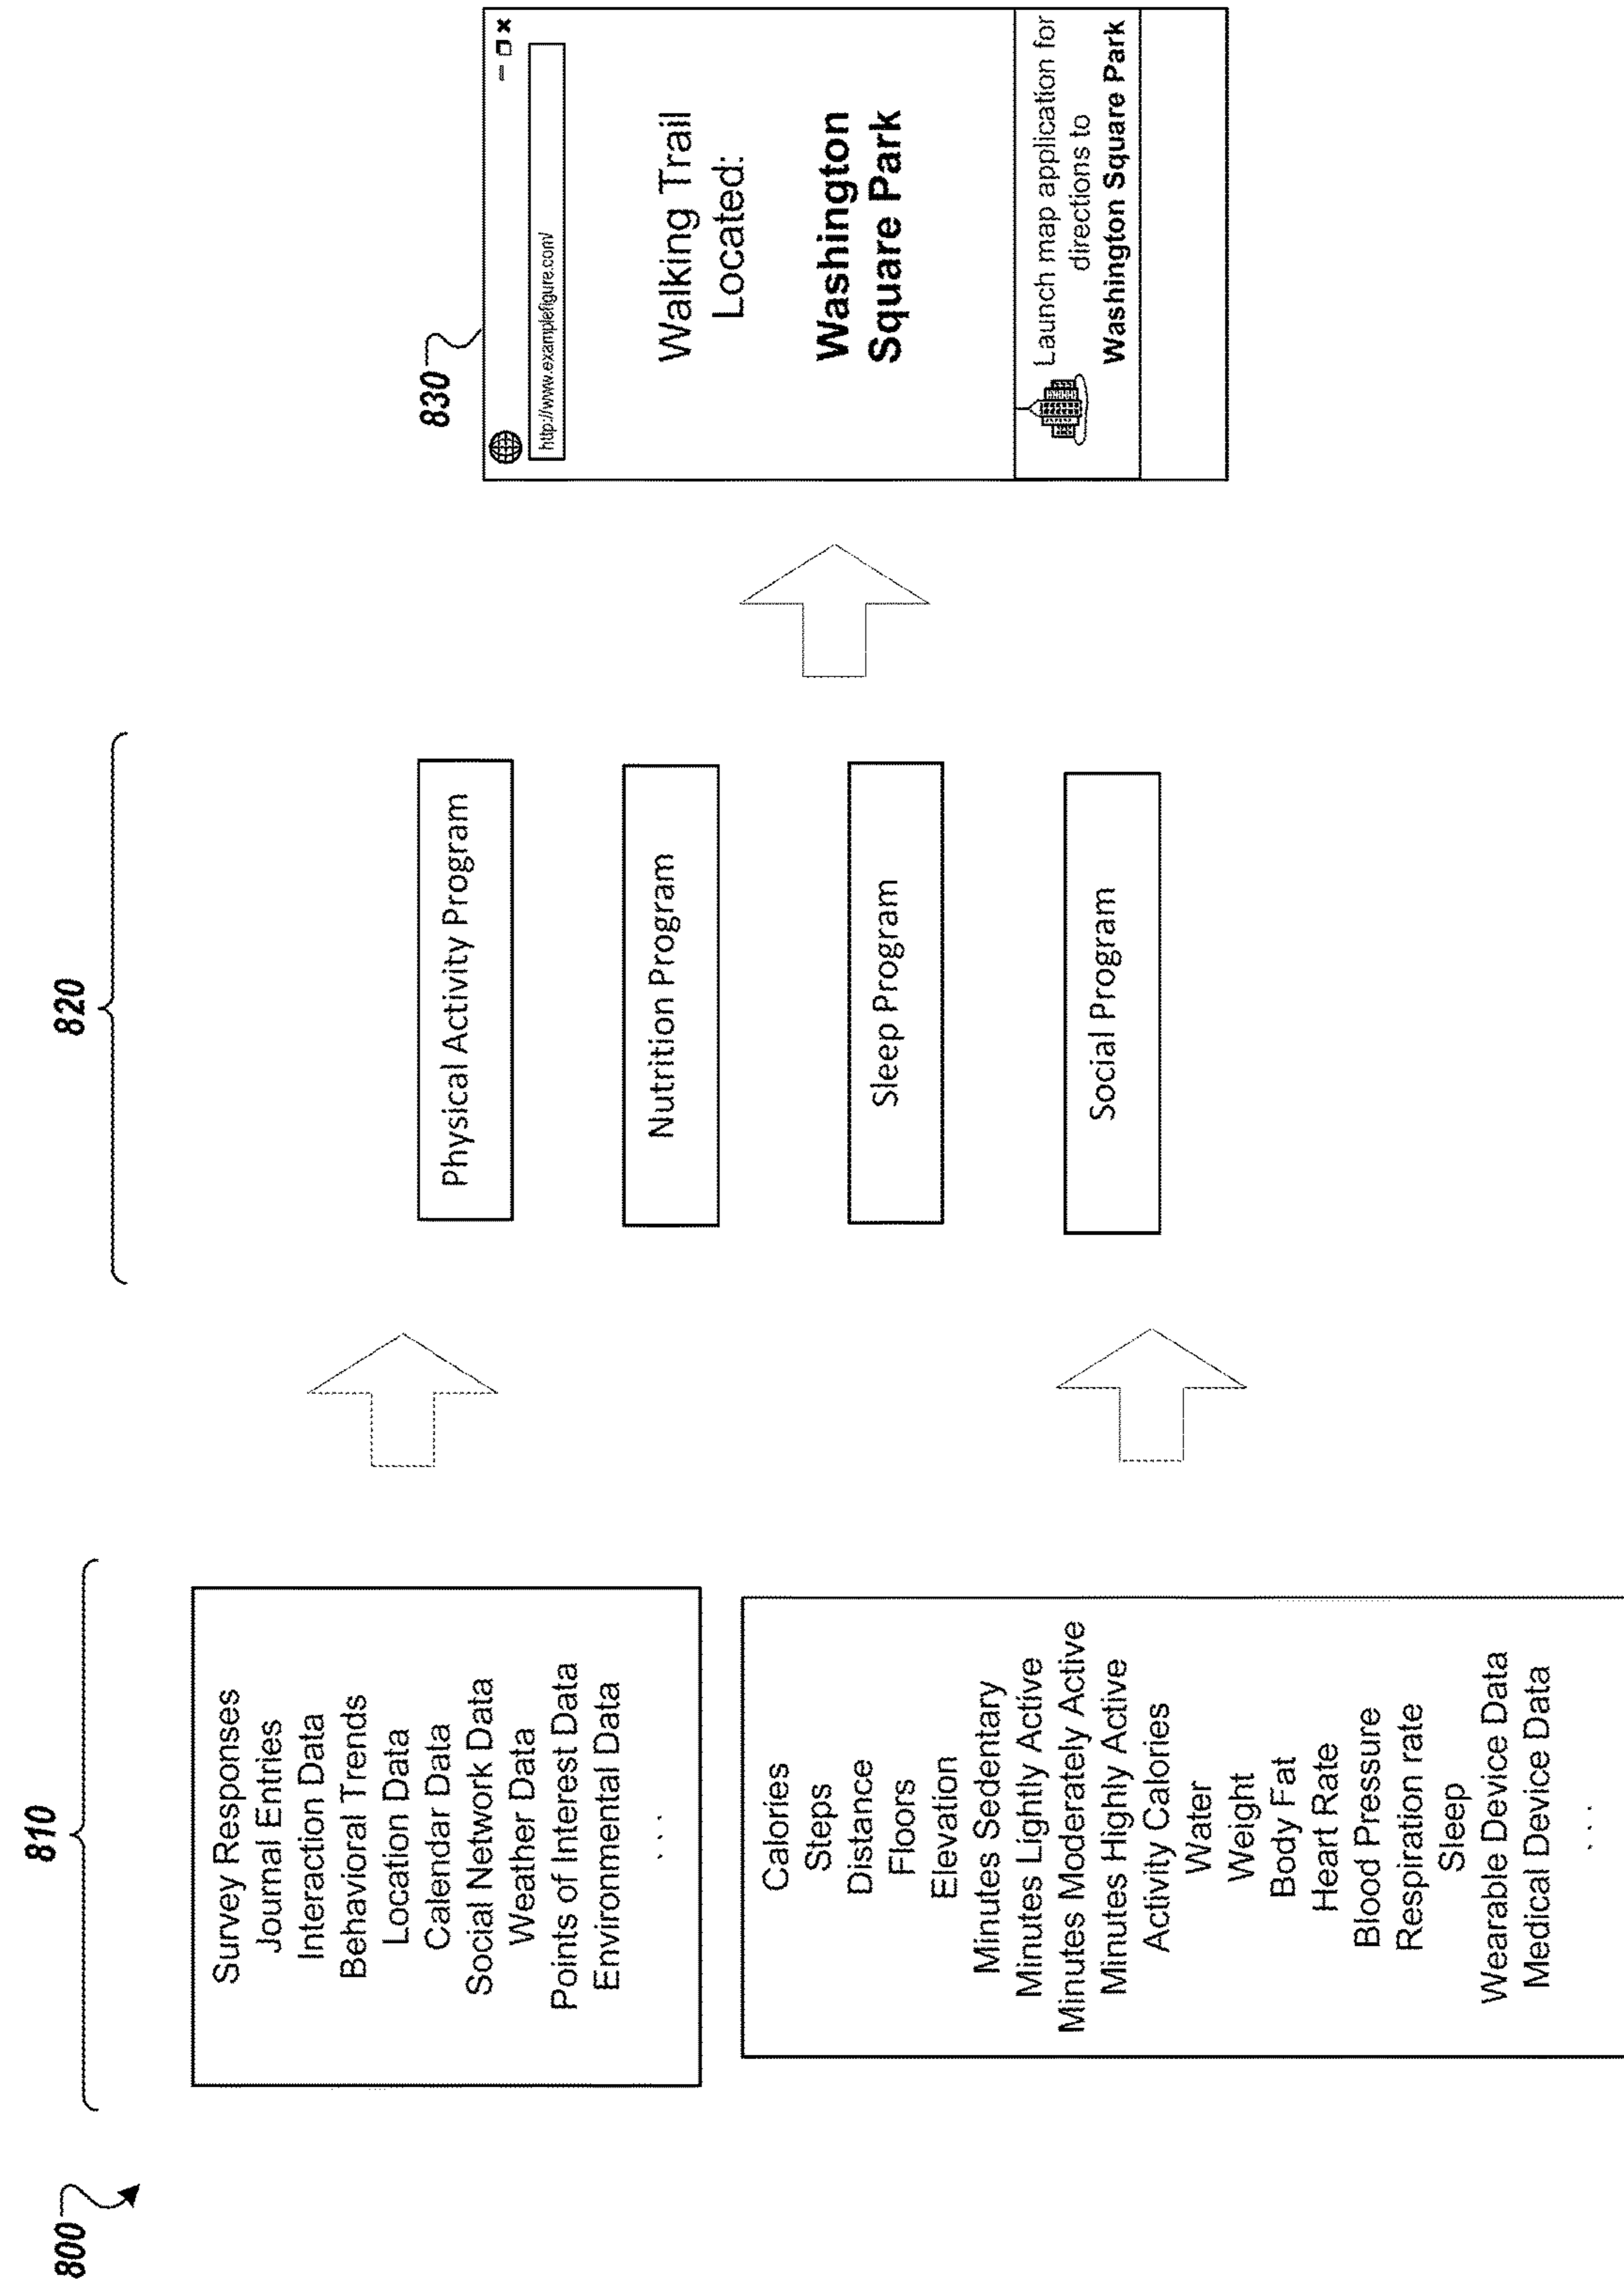 800
810
Survey Responses
Journal Entries
Interaction Data
Behavioral Trends
Location Data
Calendar Data
Social Network Data
Weather Data
Points of Interest Data
Environmental Data
. . .
Calories
Steps
Distance
Floors
Elevation
Minutes Sedentary
Minutes Lightly Active
Minutes Moderately Active
Minutes Highly Active
Activity Calories
Water
Weight
Body Fat
Heart Rate
Blood Pressure
Respiration rate
Sleep
Wearable Device Data
Medical Device Data
. . .
820
Physical Activity Program
Nutrition Program
Sleep Program
Social Program
830
http://www.examplefigure.com/
Walking Trail
Located:
Washington
Square Park
Launch map application for
directions to
Washington Square Park